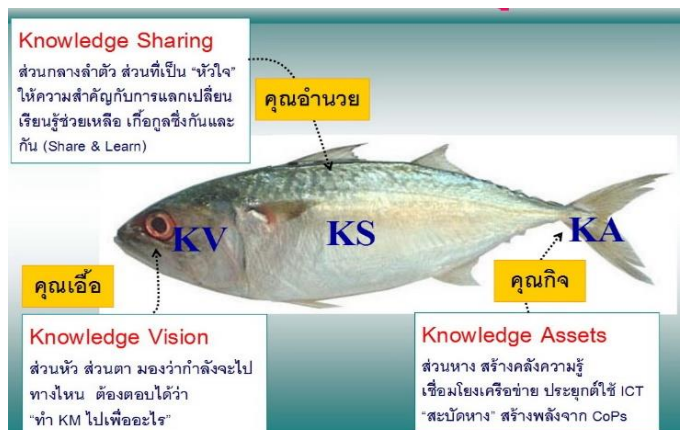 Knowledge Sharing
ส่วนกลางลำตัว ส่วนที่เป็น “หัวใจ”
ให้ความสำคัญกับการแลกเปลี่ยน
เรียนรู้ช่วยเหลือ เกื้อกูลซึ่งกันและ
กัน (Share & Learn)
คุณอำนวย
KV
KS
KA
คุณเอื้อ
คุณกิจ
Knowledge Vision
ส่วนหัว ส่วนตา มองว่ากำลังจะไป
ทางไหน ต้องตอบได้ว่า
“ทำ KM ไปเพื่ออะไร”
Knowledge Assets
ส่วนหาง สร้างคลังความรู้
เชื่อมโยงเครือข่าย ประยุกต์ใช้ ICT
“สะบัดหาง” สร้างพลังจาก CoPs